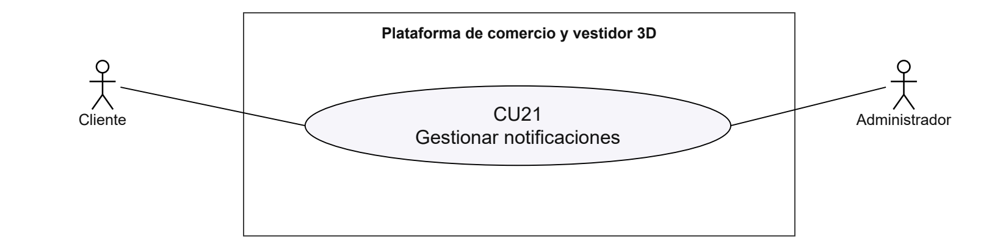 Plataforma de comercio y vestidor 3D
CU21
Gestionar notificaciones
Cliente
Administrador